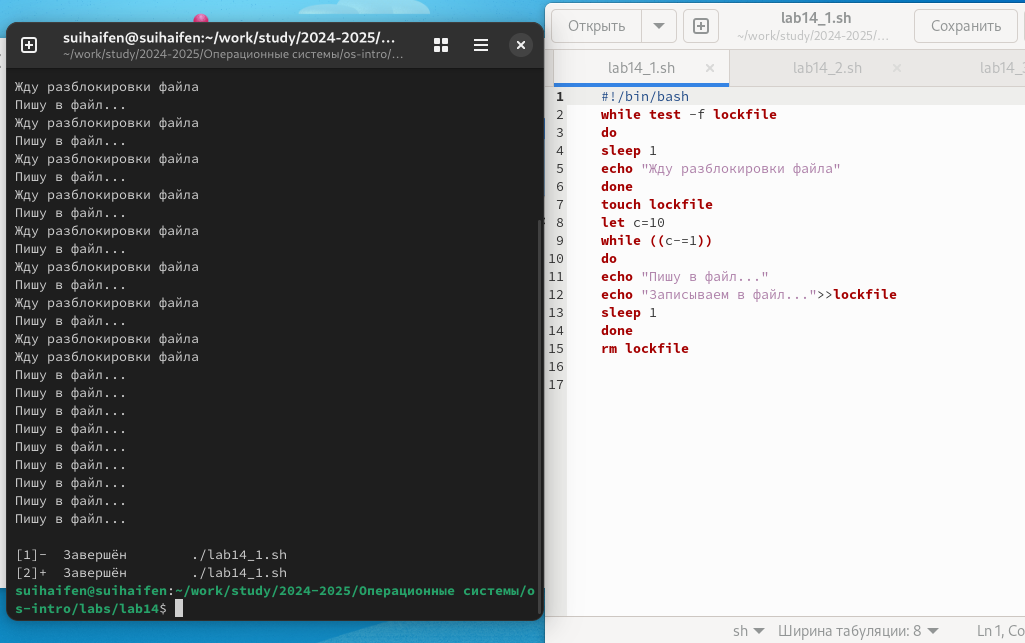 suihaifen@suihaifen:~/work/study/2024-2025/...
~/work/study/2024-2025/Операционные системы/os-intro/...
Жду разблокировки файла
Пишу в файл...
Жду разблокировки файла
Пишу в файл...
Жду разблокировки файла
Пишу в файл...
Жду разблокировки файла
Пишу в файл...
Жду разблокировки файла
Пишу в файл...
Жду разблокировки файла
Пишу в файл...
Жду разблокировки файла
Пишу в файл...
Жду разблокировки файла
Жду разблокировки файла
Пишу в файл...
Пишу в файл...
Пишу в файл...
Пишу в файл...
Пишу в файл...
Пишу в файл...
Пишу в файл...
Пишу в файл...
Пишу в файл...
[1]-  Завершён        ./lab14_1.sh
[2]+  Завершён        ./lab14_1.sh
suihaifen@suihaifen:~/work/study/2024-2025/Операционные системы/o
s-intro/labs/lab14$
Открыть
lab14_1.sh
~/work/study/2024-2025/...
Сохранить
lab14_1.sh × lab14_2.sh × lab14_3
1 #!/bin/bash
2 while test -f lockfile
3 do
4 sleep 1
5 echo "Жду разблокировки файла"
6 done
7 touch lockfile
8 let c=10
9 while ((c-=1))
10 do
11 echo "Пишу в файл..."
12 echo "Записываем в файл...">>lockfile
13 sleep 1
14 done
15 rm lockfile
16
17
sh Ширина табуляции: 8 Ln 1, Co